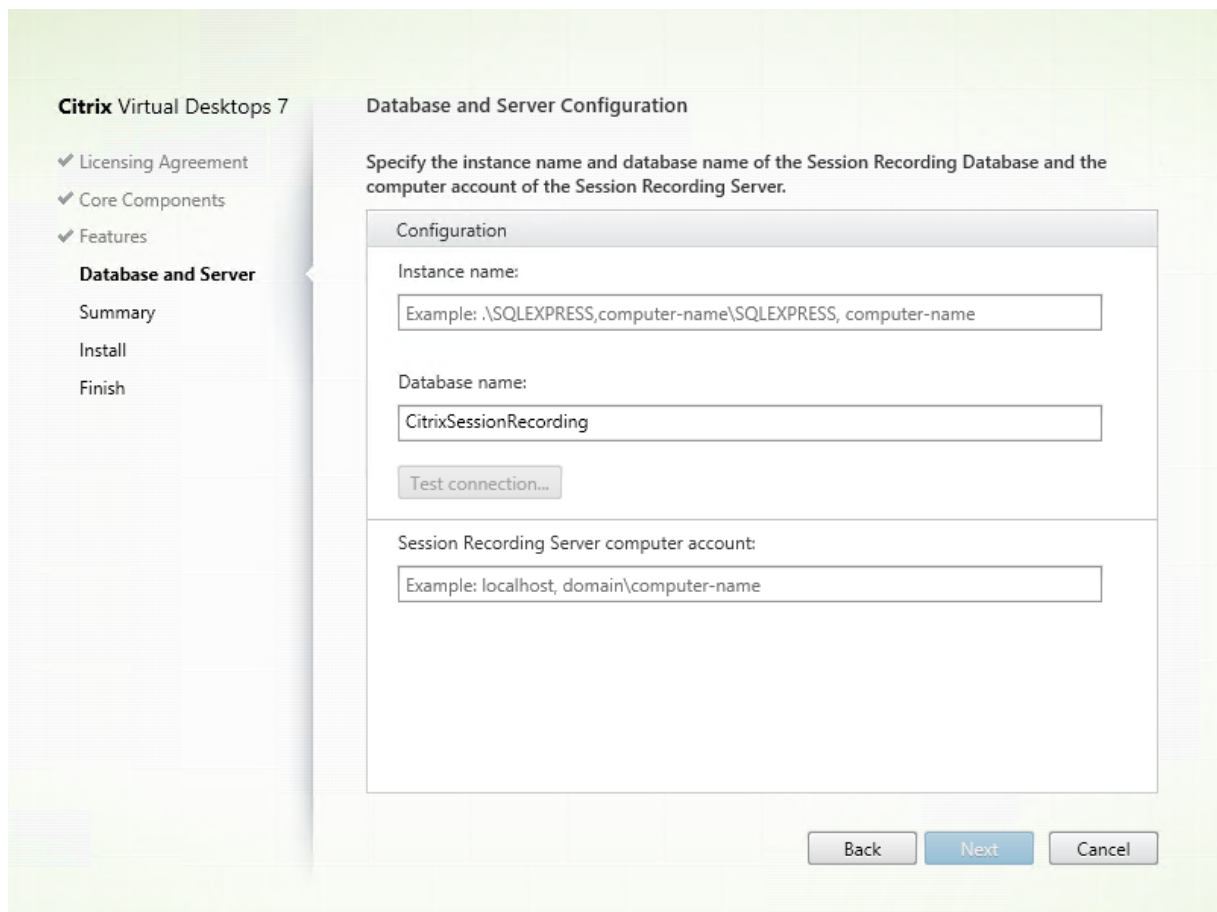 Citrix Virtual Desktops 7
Licensing Agreement
Core Components
Features
Database and Server
Summary
Install
Finish
Database and Server Configuration
Specify the instance name and database name of the Session Recording Database and the
computer account of the Session Recording Server.
Configuration
Instance name:
Example: .\SQLEXPRESS,computer-name\SQLEXPRESS, computer-name
Database name:
CitrixSessionRecording
Test connection...
Session Recording Server computer account:
Example: localhost, domain\computer-name
Back
Next
Cancel